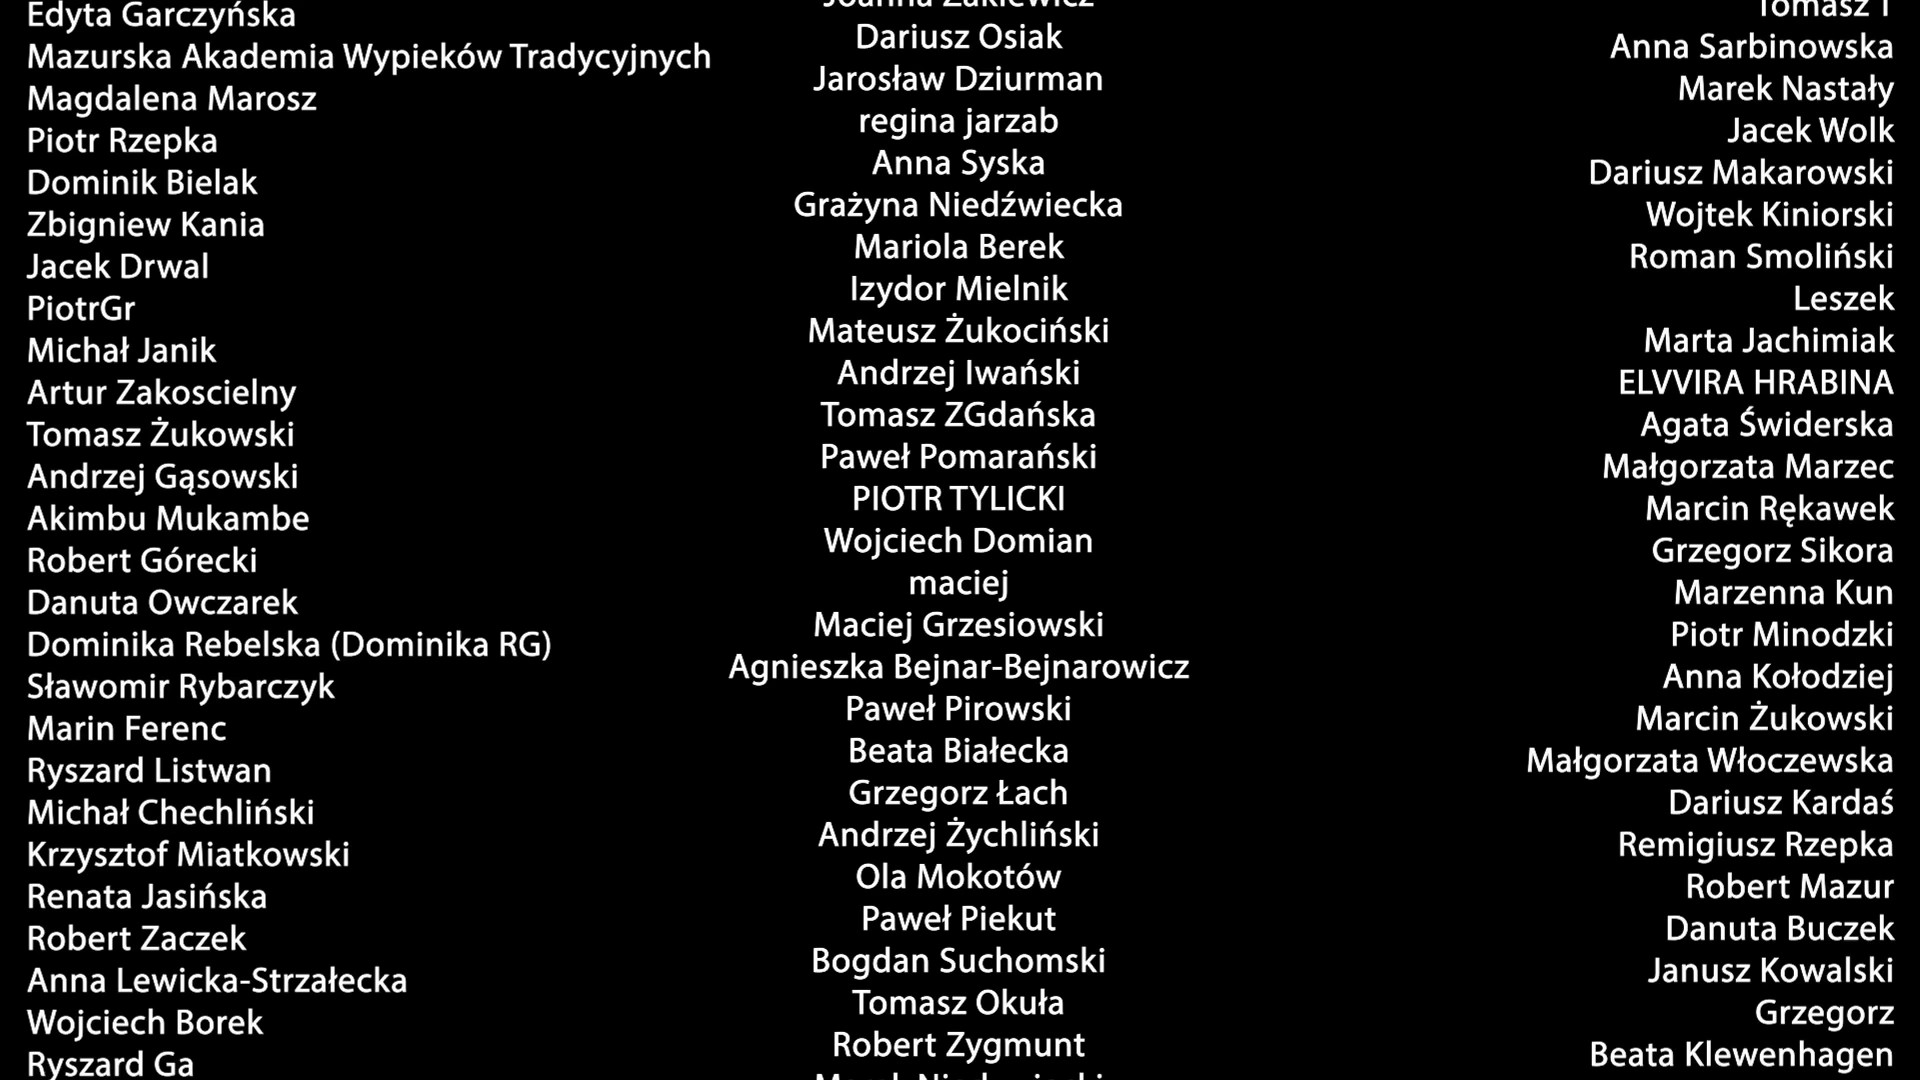 Edyta Garczyńska
Mazurska Akademia Wypieków Tradycyjnych
Magdalena Marosz
Piotr Rzepka
Dominik Bielak
Zbigniew Kania
Jacek Drwal
PiotrGr
Michał Janik
Artur Zakoscielny
Tomasz Żukowski
Andrzej Gąsowski
Akimbu Mukambe
Robert Górecki
Danuta Owczarek
Dominika Rebelska (Dominika RG)
Sławomir Rybarczyk
Marin Ferenc
Ryszard Listwan
Michał Chechliński
Krzysztof Miatkowski
Renata Jasińska
Robert Zaczek
Anna Lewicka-Strzałecka
Wojciech Borek
Ryszard Ga
Dariusz Osiak
Jarosław Dziurman
regina jarzab
Anna Syska
Grażyna Niedźwiecka
Mariola Berek
Izydor Mielnik
Mateusz Żukociński
Andrzej Iwański
Tomasz ZGdańska
Paweł Pomarański
PIOTR TYLICKI
Wojciech Domian
maciej
Maciej Grzesiowski
Agnieszka Bejnar-Bejnarowicz
Paweł Pirowski
Beata Białecka
Grzegorz Łach
Andrzej Żychliński
Ola Mokotów
Paweł Piekut
Bogdan Suchomski
Tomasz Okuła
Robert Zygmunt
Tomasz T
Anna Sarbinowska
Marek Nastały
Jacek Wolk
Dariusz Makarowski
Wojtek Kiniorski
Roman Smoliński
Leszek
Marta Jachimiak
ELVVIRA HRABINA
Agata Świderska
Małgorzata Marzec
Marcin Rękawek
Grzegorz Sikora
Marzenna Kun
Piotr Minodzki
Anna Kołodziej
Marcin Żukowski
Małgorzata Włoczewska
Dariusz Kardaś
Remigiusz Rzepka
Robert Mazur
Danuta Buczek
Janusz Kowalski
Grzegorz
Beata Klewenhagen